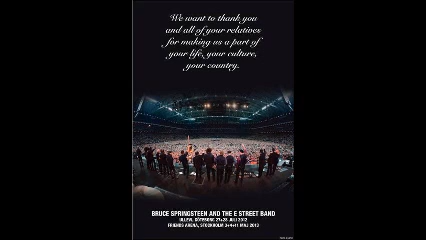 We want to thank you
and all of your relatives
for making us a part of
your life, your culture,
your country.
BRUCE SPRINGSTEEN AND THE E STREET BAND
ULLEVI, GÖTEBORG 27+28 JULI 2012
FRIENDS ARENA, STOCKHOLM 3+4+11 MAJ 2013